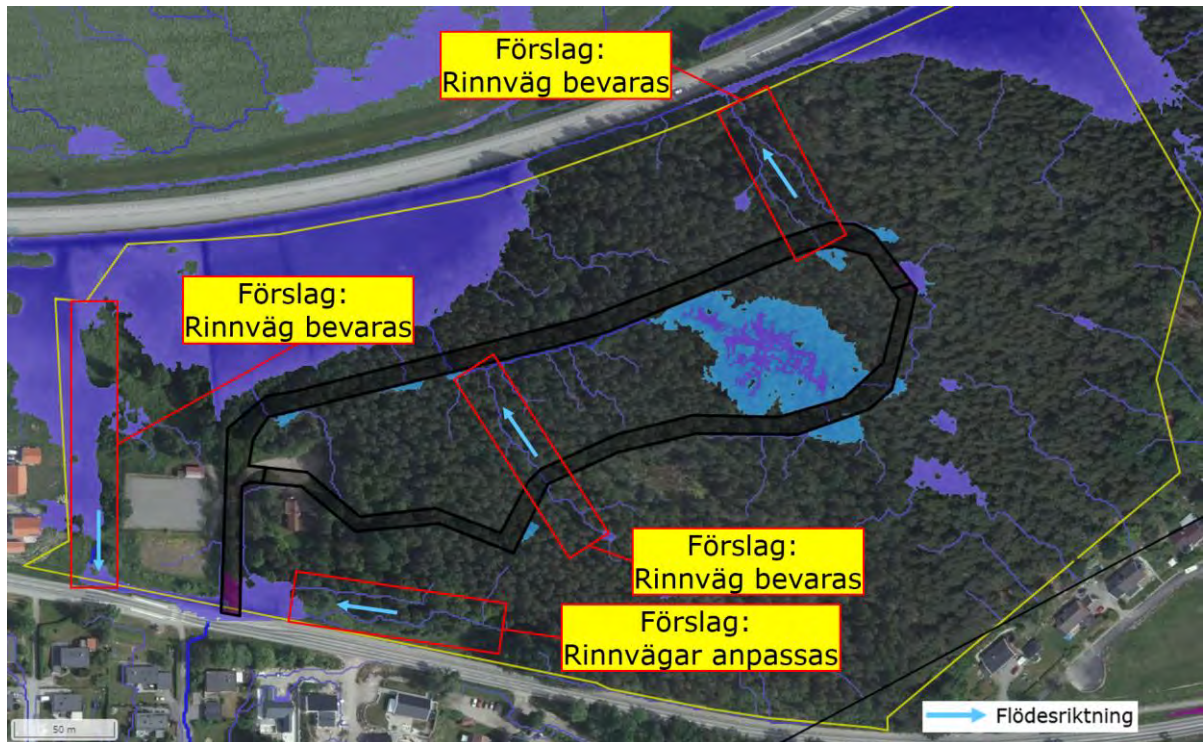 Förslag:
Rinnväg bevaras
Förslag:
Rinnväg bevaras
Förslag:
Rinnväg bevaras
Förslag:
Rinnvägar anpassas
Flödesriktning
50 m